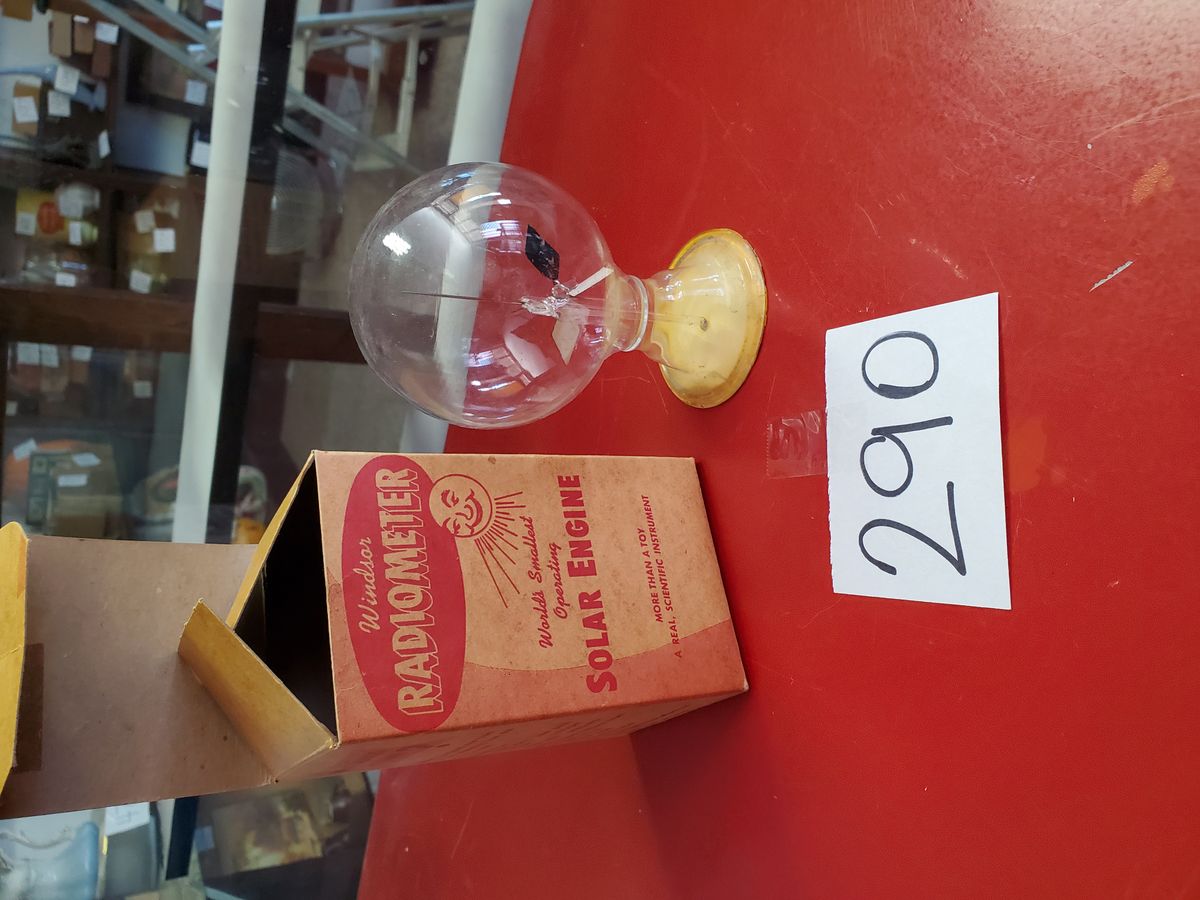 Windsor
RADIOMETER
World's Smallest
Operating
SOLAR ENGINE
MORE THAN A TOY
A REAL, SCIENTIFIC INSTRUMENT
290